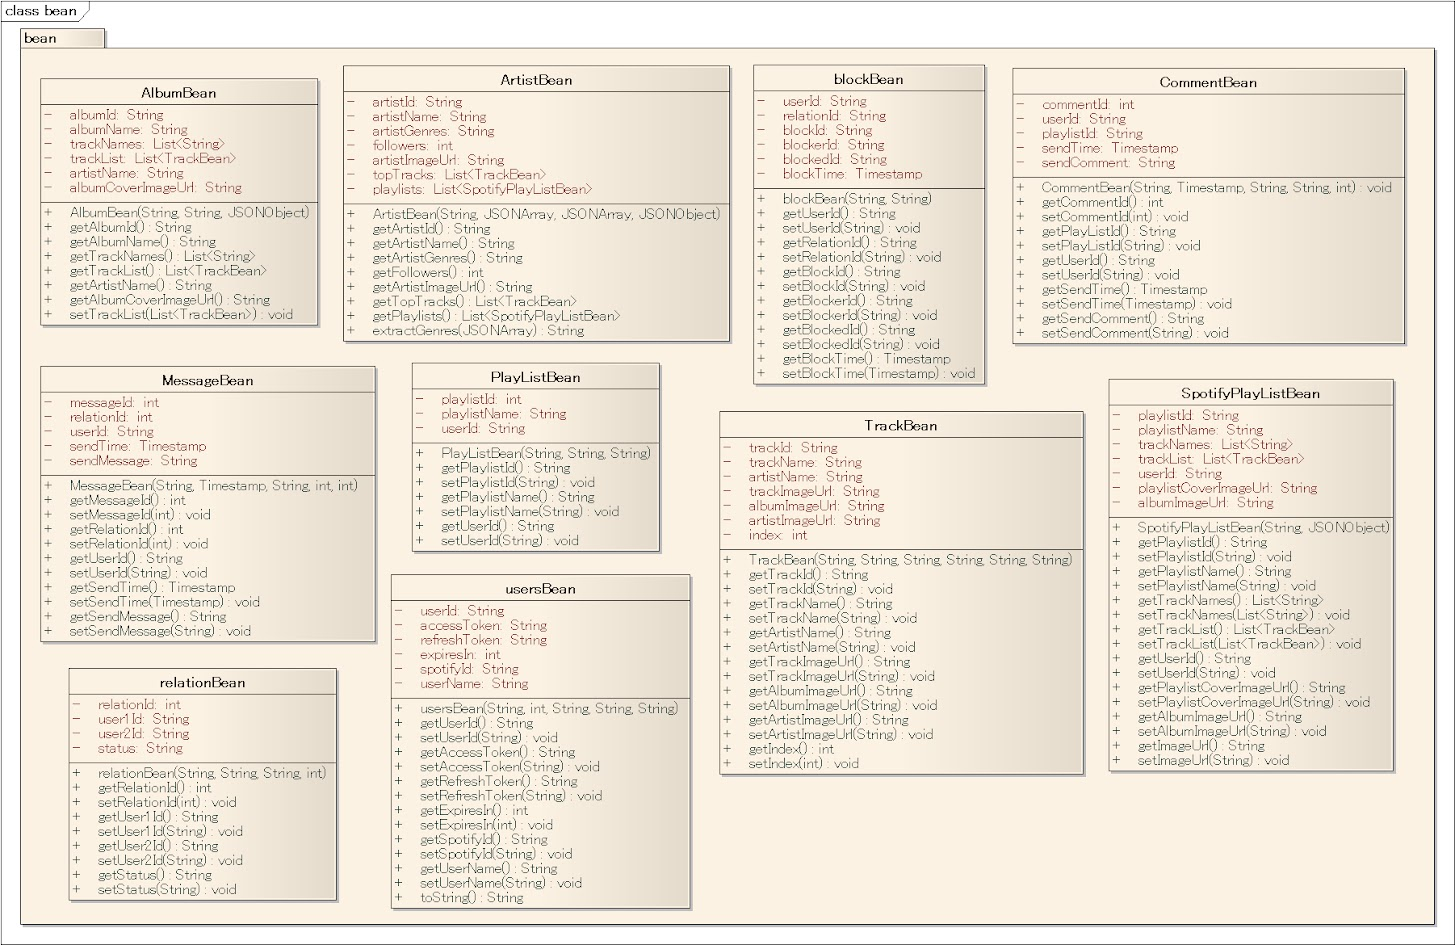 class bean
bean
AlbumBean
- albumId: String
- albumName: String
- trackNames: List<String>
- trackList: List<TrackBean>
- artistName: String
- albumCoverImageUrl: String
+ AlbumBean(String, String, JSONObject)
+ getAlbumId() : String
+ getAlbumName() : String
+ getTrackNames() : List<String>
+ getTrackList() : List<TrackBean>
+ getArtistName() : String
+ getAlbumCoverImageUrl() : String
+ setTrackList(List<TrackBean>) : void
ArtistBean
- artistId: String
- artistName: String
- artistGenres: String
- followers: int
- artistImageUrl: String
- topTracks: List<TrackBean>
- playlists: List<SpotifyPlayListBean>
+ ArtistBean(String, JSONArray, JSONArray, JSONObject)
+ getArtistId() : String
+ getArtistName() : String
+ getArtistGenres() : String
+ getFollowers() : int
+ getArtistImageUrl() : String
+ getTopTracks() : List<TrackBean>
+ getPlaylists() : List<SpotifyPlayListBean>
+ extractGenres(JSONArray) : String
blockBean
- userId: String
- relationId: String
- blockId: String
- blockerId: String
- blockedId: String
- blockTime: Timestamp
+ blockBean(String, String)
+ getUserId() : String
+ setUserId(String) : void
+ getRelationId() : String
+ setRelationId(String) : void
+ getBlockId() : String
+ setBlockId(String) : void
+ getBlockerId() : String
+ setBlockerId(String) : void
+ getBlockedId() : String
+ setBlockedId(String) : void
+ getBlockTime() : Timestamp
+ setBlockTime(Timestamp) : void
CommentBean
- commentId: int
- userId: String
- playlistId: String
- sendTime: Timestamp
- sendComment: String
+ CommentBean(String, Timestamp, String, String, int) : void
+ getCommentId() : int
+ setCommentId(int) : void
+ getPlayListId() : String
+ setPlayListId(String) : void
+ getUserId() : String
+ setUserId(String) : void
+ getSendTime() : Timestamp
+ setSendTime(Timestamp) : void
+ getSendComment() : String
+ setSendComment(String) : void
MessageBean
- messageId: int
- relationId: int
- userId: String
- sendTime: Timestamp
- sendMessage: String
+ MessageBean(String, Timestamp, String, int, int)
+ getMessageId() : int
+ setMessageId(int) : void
+ getRelationId() : int
+ setRelationId(int) : void
+ getUserId() : String
+ setUserId(String) : void
+ getSendTime() : Timestamp
+ setSendTime(Timestamp) : void
+ getSendMessage() : String
+ setSendMessage(String) : void
PlayListBean
- playlistId: int
- playlistName: String
- userId: String
+ PlayListBean(String, String, String)
+ getPlaylistId() : String
+ setPlaylistId(String) : void
+ getPlaylistName() : String
+ setPlaylistName(String) : void
+ getUserId() : String
+ setUserId(String) : void
TrackBean
- trackId: String
- trackName: String
- artistName: String
- trackImageUrl: String
- albumImageUrl: String
- artistImageUrl: String
- index: int
+ TrackBean(String, String, String, String, String, String)
+ getTrackId() : String
+ setTrackId(String) : void
+ getTrackName() : String
+ setTrackName(String) : void
+ getArtistName() : String
+ setArtistName(String) : void
+ getTrackImageUrl() : String
+ setTrackImageUrl(String) : void
+ getAlbumImageUrl() : String
+ setAlbumImageUrl(String) : void
+ getArtistImageUrl() : String
+ setArtistImageUrl(String) : void
+ getIndex() : int
+ setIndex(int) : void
SpotifyPlayListBean
- playlistId: String
- playlistName: String
- trackNames: List<String>
- trackList: List<TrackBean>
- userId: String
- playlistCoverImageUrl: String
- albumImageUrl: String
+ SpotifyPlayListBean(String, JSONObject)
+ getPlaylistId() : String
+ setPlaylistId(String) : void
+ getPlaylistName() : String
+ setPlaylistName(String) : void
+ getTrackNames() : List<String>
+ setTrackNames(List<String>) : void
+ getTrackList() : List<TrackBean>
+ setTrackList(List<TrackBean>) : void
+ getUserId() : String
+ setUserId(String) : void
+ getPlaylistCoverImageUrl() : String
+ setPlaylistCoverImageUrl(String) : void
+ getAlbumImageUrl() : String
+ setAlbumImageUrl(String) : void
+ getImageUrl() : String
+ setImageUrl(String) : void
usersBean
- userId: String
- accessToken: String
- refreshToken: String
- expiresIn: int
- spotifyId: String
- userName: String
+ usersBean(String, int, String, String, String)
+ getUserId() : String
+ setUserId(String) : void
+ getAccessToken() : String
+ setAccessToken(String) : void
+ getRefreshToken() : String
+ setRefreshToken(String) : void
+ getExpiresIn() : int
+ setExpiresIn(int) : void
+ getSpotifyId() : String
+ setSpotifyId(String) : void
+ getUserName() : String
+ setUserName(String) : void
+ toString() : String
relationBean
- relationId: int
- user1Id: String
- user2Id: String
- status: String
+ relationBean(String, String, String, int)
+ getRelationId() : int
+ setRelationId(int) : void
+ getUser1Id() : String
+ setUser1Id(String) : void
+ getUser2Id() : String
+ setUser2Id(String) : void
+ getStatus() : String
+ setStatus(String) : void